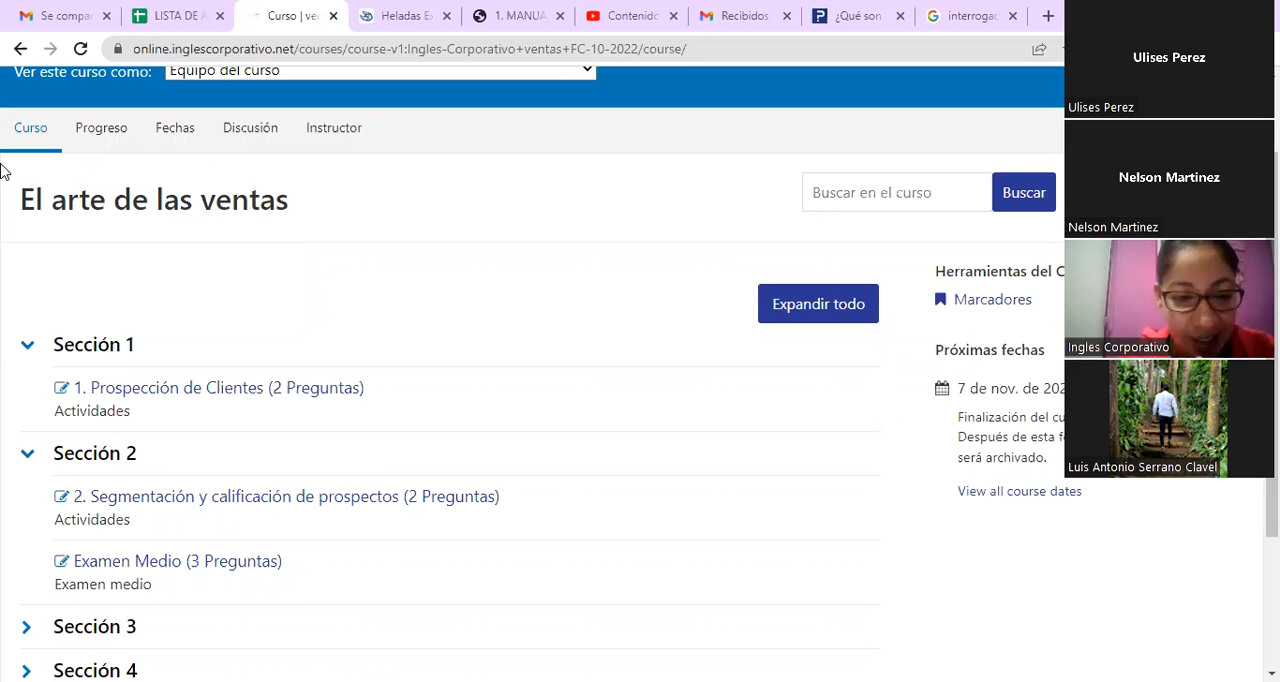 Se compar
LISTA DE A
Curso | ver
Heladas Ex
1. MANUA
Contenido
Recibidos
¿Qué son
interrogac
online.inglescorporativo.net/courses/course-v1:Ingles-Corporativo+ventas+FC-10-2022/course/
Ver este curso como:
Equipo del curso
Curso
Progreso
Fechas
Discusión
Instructor
El arte de las ventas
Buscar en el curso
Buscar
Expandir todo
Sección 1
1. Prospección de Clientes (2 Preguntas)
Actividades
Sección 2
2. Segmentación y calificación de prospectos (2 Preguntas)
Actividades
Examen Medio (3 Preguntas)
Examen medio
Sección 3
Sección 4
Herramientas del C
Marcadores
Próximas fechas
7 de nov. de 202
Finalización del cu
Después de esta f
será archivado.
View all course dates
Ulises Perez
Ulises Perez
Nelson Martinez
Nelson Martinez
Ingles Corporativo
Luis Antonio Serrano Clavel